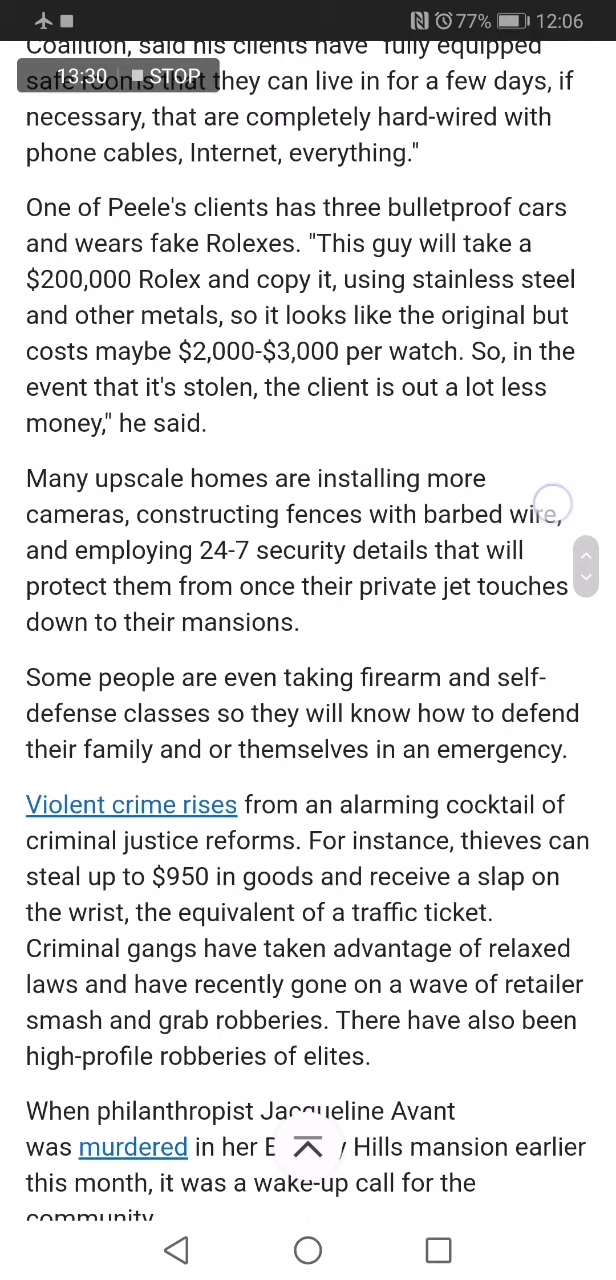 77% 12:06
Coalition, said his clients have "fully equipped
13:30 STOP
safe rooms that they can live in for a few days, if
necessary, that are completely hard-wired with
phone cables, Internet, everything."
One of Peele's clients has three bulletproof cars
and wears fake Rolexes. "This guy will take a
$200,000 Rolex and copy it, using stainless steel
and other metals, so it looks like the original but
costs maybe $2,000-$3,000 per watch. So, in the
event that it's stolen, the client is out a lot less
money," he said.
Many upscale homes are installing more
cameras, constructing fences with barbed wire,
and employing 24-7 security details that will
protect them from once their private jet touches
down to their mansions.
Some people are even taking firearm and self-
defense classes so they will know how to defend
their family and or themselves in an emergency.
Violent crime rises from an alarming cocktail of
criminal justice reforms. For instance, thieves can
steal up to $950 in goods and receive a slap on
the wrist, the equivalent of a traffic ticket.
Criminal gangs have taken advantage of relaxed
laws and have recently gone on a wave of retailer
smash and grab robberies. There have also been
high-profile robberies of elites.
When philanthropist Jacqueline Avant
was murdered in her Hills mansion earlier
this month, it was a wake-up call for the
community.